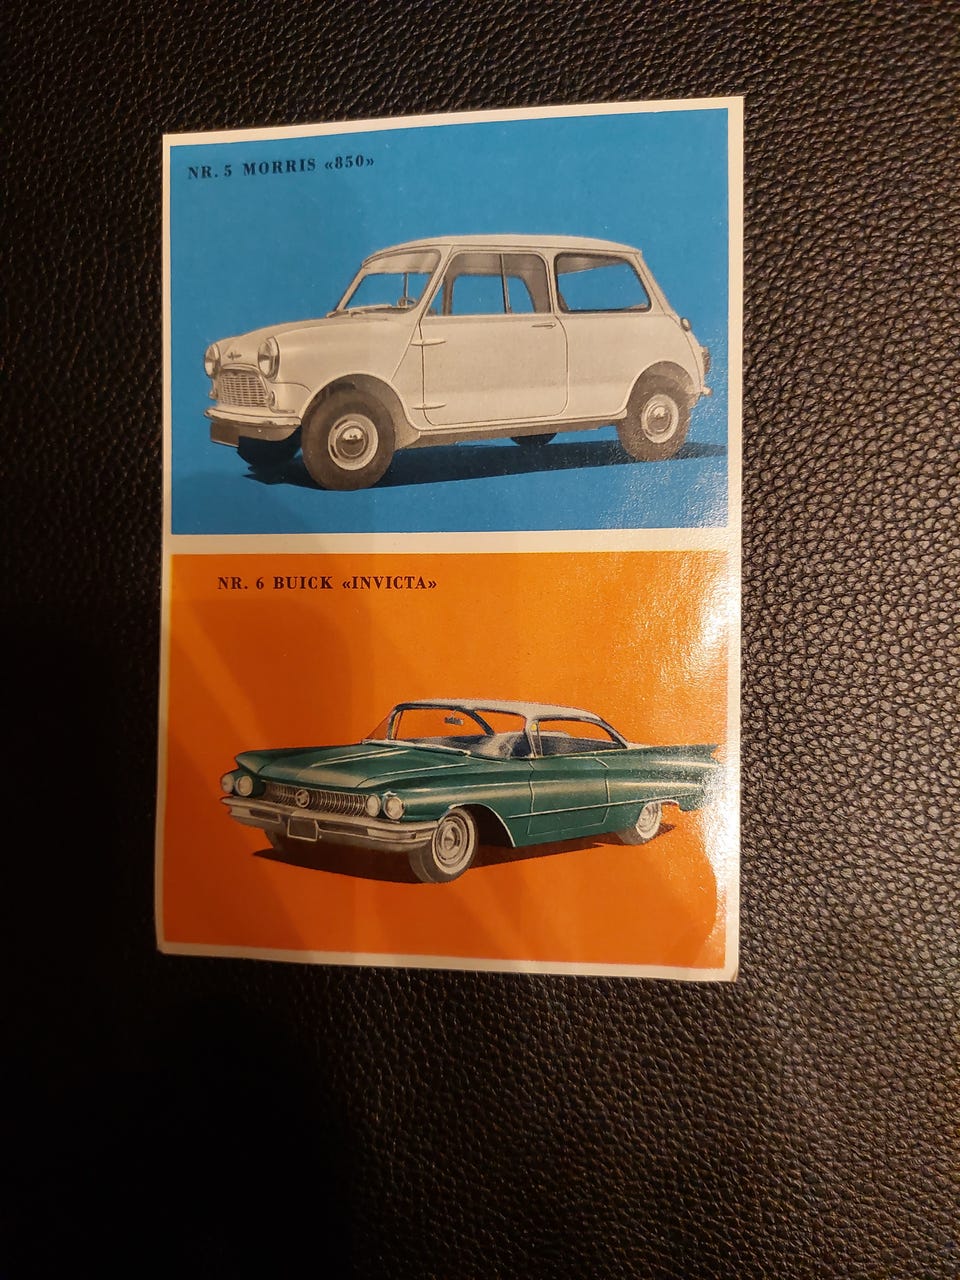 NR. 5 MORRIS «850»
NR. 6 BUICK «INVICTA»